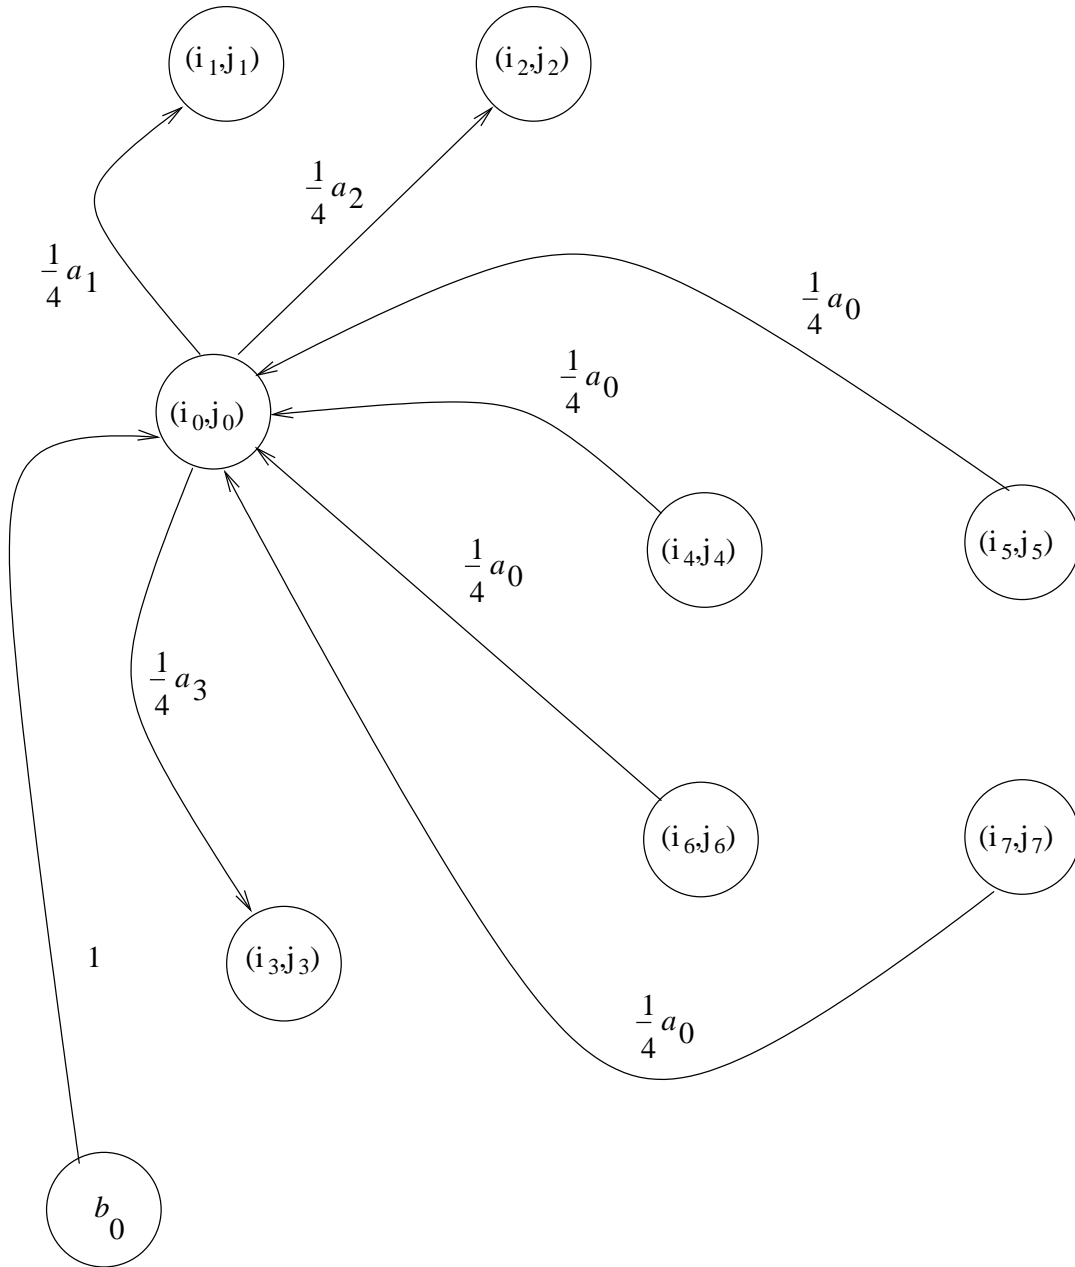 (i₁,j₁)
(i₂,j₂)
1/4 a₂
1/4 a₁
1/4 a₀
1/4 a₀
(i₀,j₀)
(i₄,j₄)
(i₅,j₅)
1/4 a₀
1/4 a₃
(i₆,j₆)
(i₇,j₇)
1
(i₃,j₃)
1/4 a₀
b₀